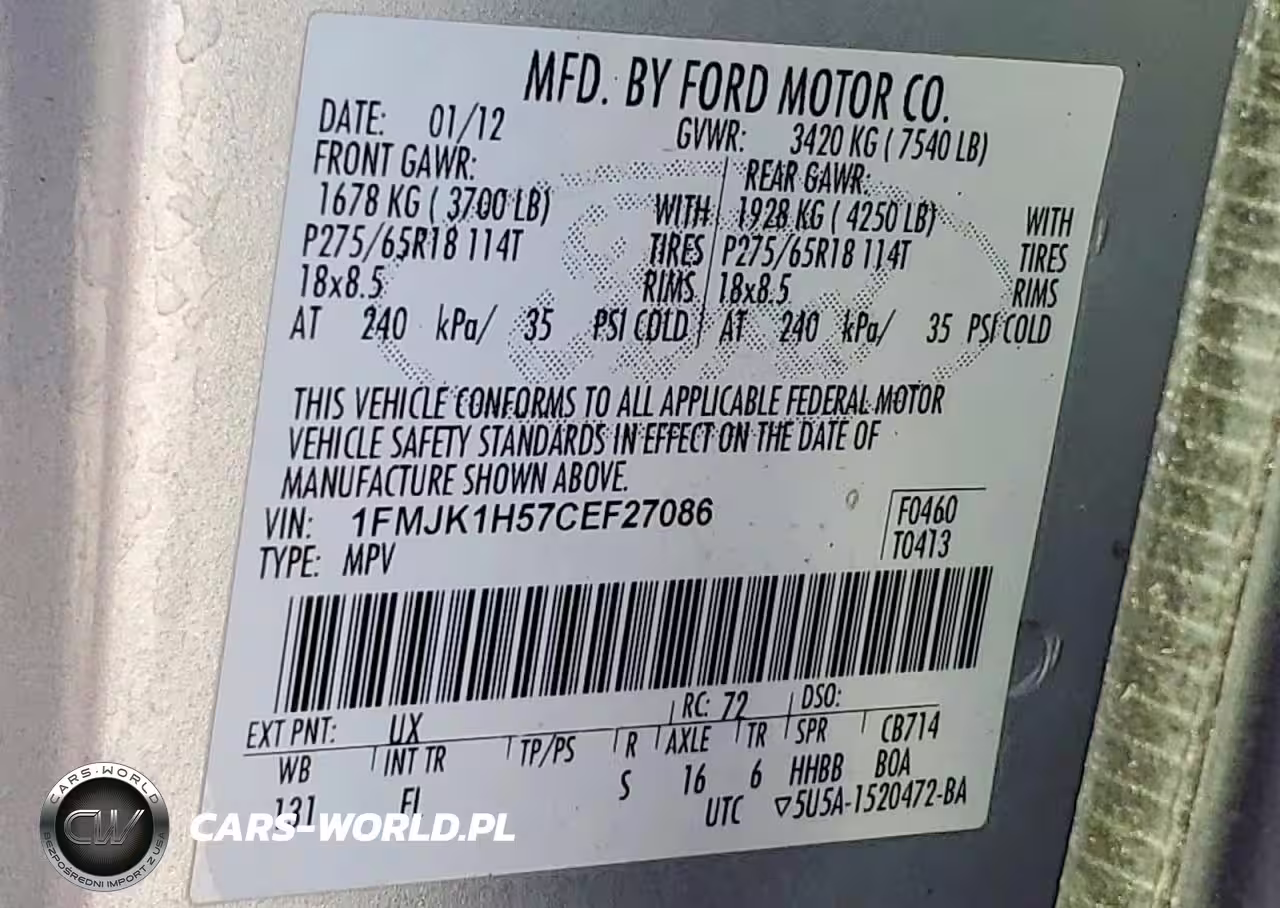 MFD. BY FORD MOTOR CO.
DATE: 01/12 GVWR: 3420 KG ( 7540 LB)
FRONT GAWR: REAR GAWR:
1678 KG ( 3700 LB) WITH 1928 KG ( 4250 LB) WITH
P275/65R18 114T TIRES P275/65R18 114T TIRES
18x8.5 RIMS 18x8.5 RIMS
AT 240 kPa/ 35 PSI COLD AT 240 kPa/ 35 PSI COLD
THIS VEHICLE CONFORMS TO ALL APPLICABLE FEDERAL MOTOR
VEHICLE SAFETY STANDARDS IN EFFECT ON THE DATE OF
MANUFACTURE SHOWN ABOVE.
VIN: 1FMJK1H57CEF27086 F0460
TYPE: MPV T0413
EXT PNT: UX RC: 72 DSO:
WB INT TR TP/PS R AXLE TR SPR CB714
131 S 16 6 HHBB BOA
UTC ▽5U5A-1520472-BA
CARS-WORLD
CW
BEZPOŚREDNI IMPORT Z USA
CARS-WORLD.PL